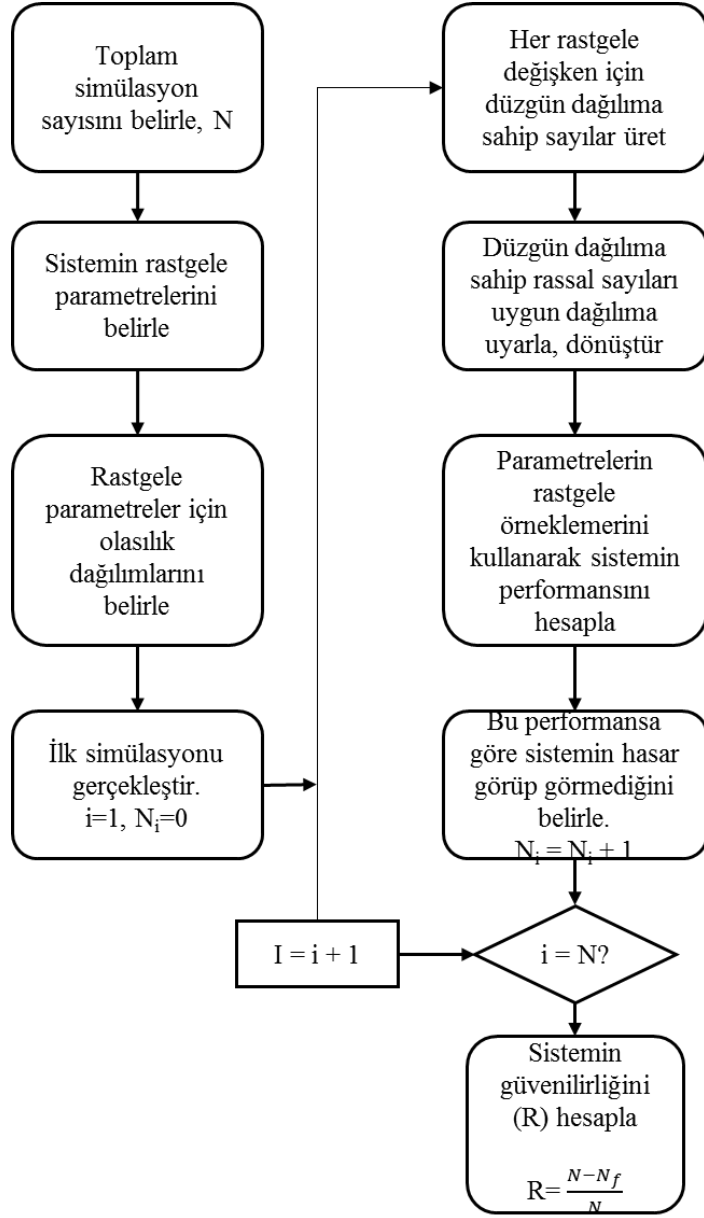 Toplam
simülasyon
sayısını belirle, N
Sistemin rastgele
parametrelerini
belirle
Rastgele
parametreler için
olasılık
dağılımlarını
belirle
İlk simülasyonu
gerçekleştir.
i=1, Nᵢ=0
Her rastgele
değişken için
düzgün dağılıma
sahip sayılar üret
Düzgün dağılıma
sahip rassal sayıları
uygun dağılıma
uyarla, dönüştür
Parametrelerin
rastgele
örneklemerini
kullanarak sistemin
performansını
hesapla
Bu performansa
göre sistemin hasar
görüp görmediğini
belirle.
Nᵢ = Nᵢ + 1
I = i + 1
i = N?
Sistemin
güvenilirliğini
(R) hesapla
R= \frac{N-N_f}{N}